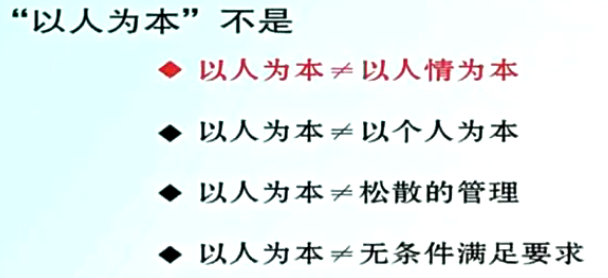 “以人为本”不是
◆ 以人为本≠以人情为本
◆ 以人为本≠以个人为本
◆ 以人为本≠松散的管理
◆ 以人为本≠无条件满足要求